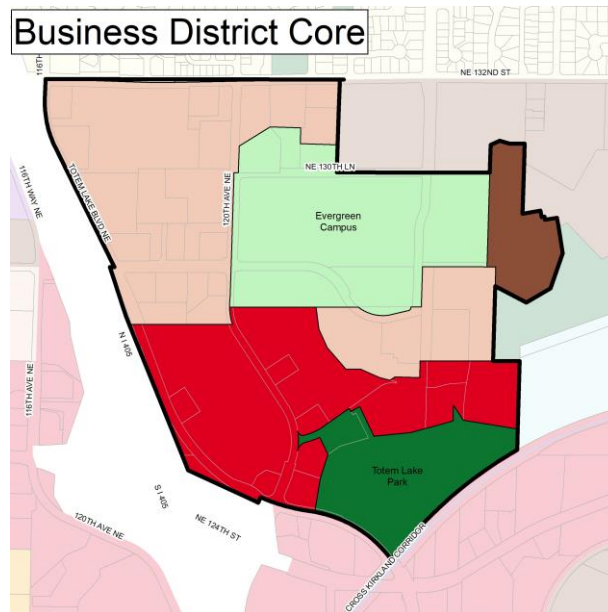 Business District Core
116TH
NE 132ND ST
NE 130TH LN
116TH WAY NE
TOTEM LAKE BLVD NE
120TH AVE NE
Evergreen
Campus
N I 405
116TH AVE NE
Totem Lake
Park
S I 405
NE 124TH ST
120TH AVE NE
CROSS KIRKLAND CORRIDOR